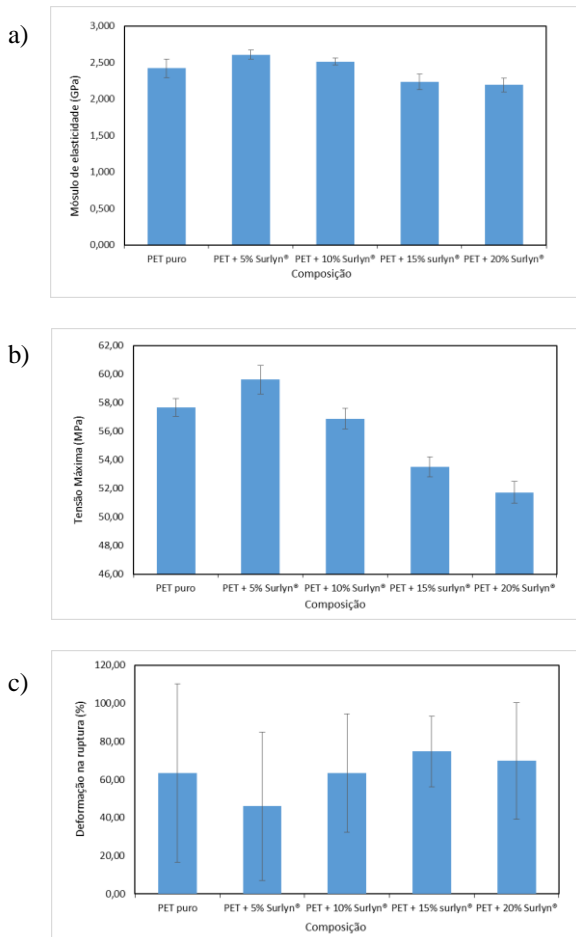 a)
Mósulo de elasticidade (GPa)
3,000
2,500
2,000
1,500
1,000
0,500
0,000
PET puro PET + 5% Surlyn® PET + 10% Surlyn® PET + 15% surlyn® PET + 20% Surlyn®
Composição
b)
Tensão Máxima (MPa)
62,00
60,00
58,00
56,00
54,00
52,00
50,00
48,00
46,00
PET puro PET + 5% Surlyn® PET + 10% Surlyn® PET + 15% surlyn® PET + 20% Surlyn®
Composição
c)
Deformação na ruptura (%)
120,00
100,00
80,00
60,00
40,00
20,00
0,00
PET puro PET + 5% Surlyn® PET + 10% Surlyn® PET + 15% surlyn® PET + 20% Surlyn®
Composição